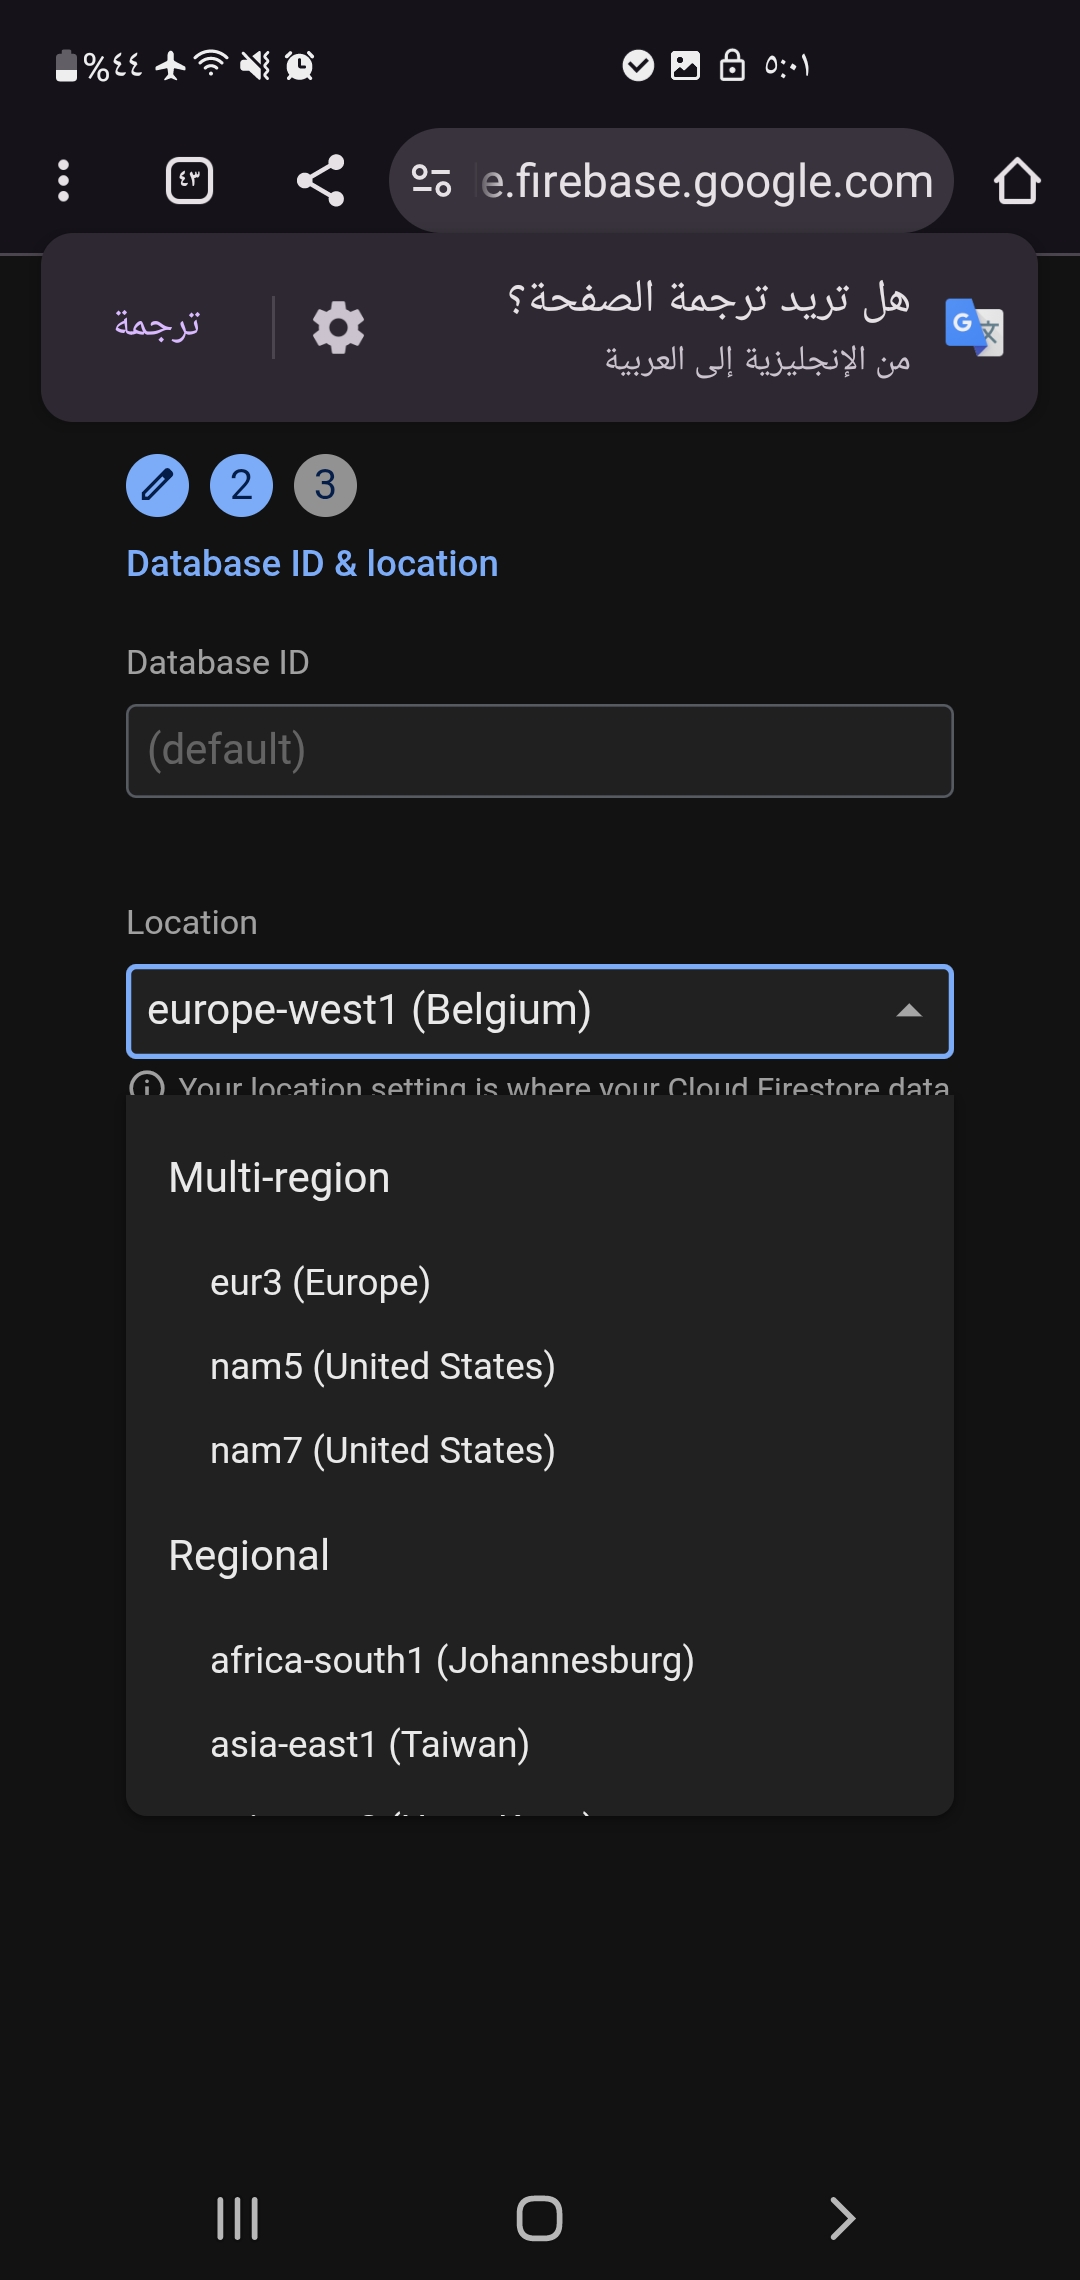 %٤٤
٥:٠١
٤٣
e.firebase.google.com
هل تريد ترجمة الصفحة؟
من الإنجليزية إلى العربية
ترجمة
2
3
Database ID & location
Database ID
(default)
Location
europe-west1 (Belgium)
Your location setting is where your Cloud Firestore data
Multi-region
eur3 (Europe)
nam5 (United States)
nam7 (United States)
Regional
africa-south1 (Johannesburg)
asia-east1 (Taiwan)